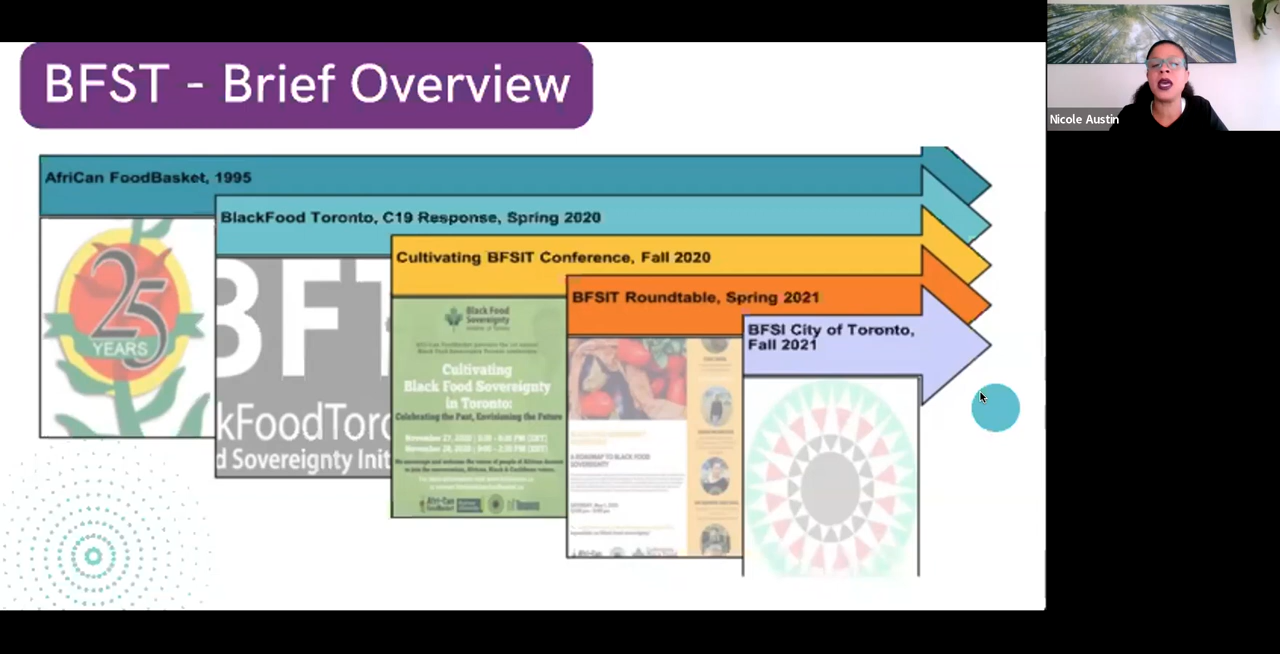 BFST - Brief Overview
Nicole Austin
AfriCan FoodBasket, 1995
BlackFood Toronto, C19 Response, Spring 2020
Cultivating BFSIT Conference, Fall 2020
BFSIT Roundtable, Spring 2021
BFSI City of Toronto,
Fall 2021
25
YEARS
BFT
kFoodToro
d Sovereignty Init
Black Food
Sovereignty
Cultivating
Black Food Sovereignty
in Toronto:
Celebrating the Past, Envisioning the Future
A ROADMAP TO BLACK FOOD
SOVEREIGNTY